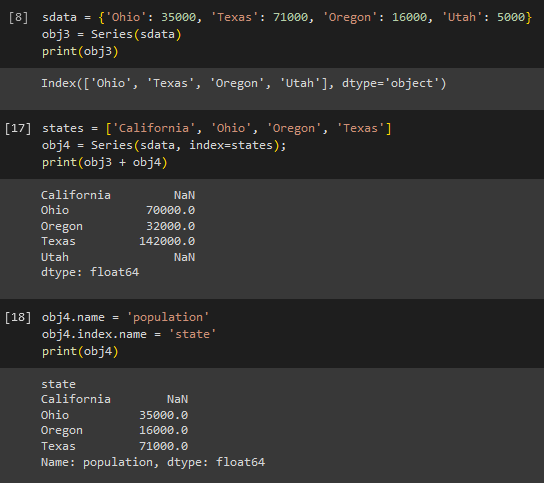 [8] sdata = {'Ohio': 35000, 'Texas': 71000, 'Oregon': 16000, 'Utah': 5000}
obj3 = Series(sdata)
print(obj3)
Index(['Ohio', 'Texas', 'Oregon', 'Utah'], dtype='object')
[17] states = ['California', 'Ohio', 'Oregon', 'Texas']
obj4 = Series(sdata, index=states);
print(obj3 + obj4)
California NaN
Ohio 70000.0
Oregon 32000.0
Texas 142000.0
Utah NaN
dtype: float64
[18] obj4.name = 'population'
obj4.index.name = 'state'
print(obj4)
state
California NaN
Ohio 35000.0
Oregon 16000.0
Texas 71000.0
Name: population, dtype: float64